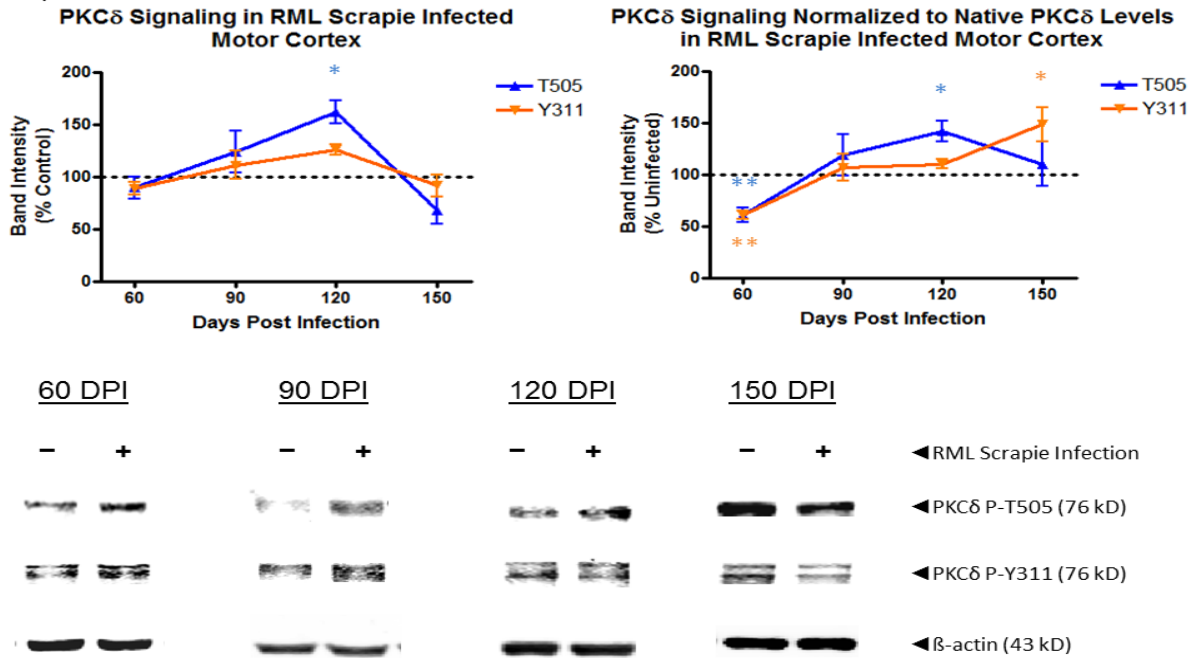 PKCδ Signaling in RML Scrapie Infected
Motor Cortex
200
150
100
50
0
Band Intensity
(% Control)
*
T505
Y311
60 90 120 150
Days Post Infection
PKCδ Signaling Normalized to Native PKCδ Levels
in RML Scrapie Infected Motor Cortex
200
150
100
50
0
Band Intensity
(% Uninfected)
**
**
*
*
T505
Y311
60 90 120 150
Days Post Infection
60 DPI 90 DPI 120 DPI 150 DPI
− + − + − + − + ◄RML Scrapie Infection
◄PKCδ P-T505 (76 kD)
◄PKCδ P-Y311 (76 kD)
◄ß-actin (43 kD)